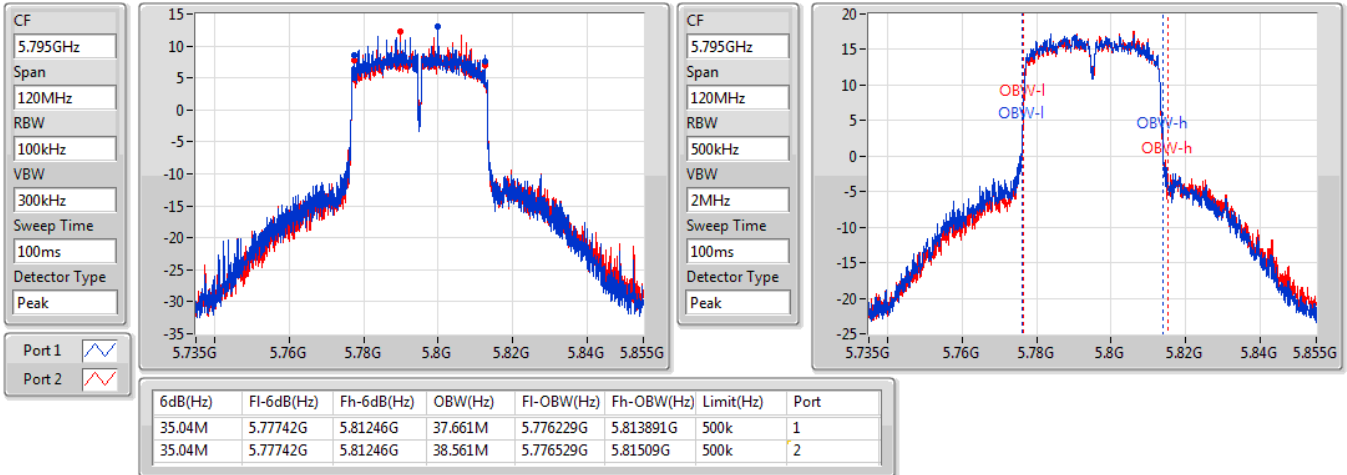 CF
5.795GHz
Span
120MHz
RBW
100kHz
VBW
300kHz
Sweep Time
100ms
Detector Type
Peak
Port 1
Port 2
15
10
5
0
-5
-10
-15
-20
-25
-30
-35
5.735G 5.76G 5.78G 5.8G 5.82G 5.84G 5.855G
CF
5.795GHz
Span
120MHz
RBW
500kHz
VBW
2MHz
Sweep Time
100ms
Detector Type
Peak
20
15
10
5
0
-5
-10
-15
-20
-25
OBW-l
OBW-l
OBW-h
OBW-h
5.735G 5.76G 5.78G 5.8G 5.82G 5.84G 5.855G
6dB(Hz) Fl-6dB(Hz) Fh-6dB(Hz) OBW(Hz) Fl-OBW(Hz) Fh-OBW(Hz) Limit(Hz) Port
35.04M 5.77742G 5.81246G 37.661M 5.776229G 5.813891G 500k 1
35.04M 5.77742G 5.81246G 38.561M 5.776529G 5.81509G 500k 2